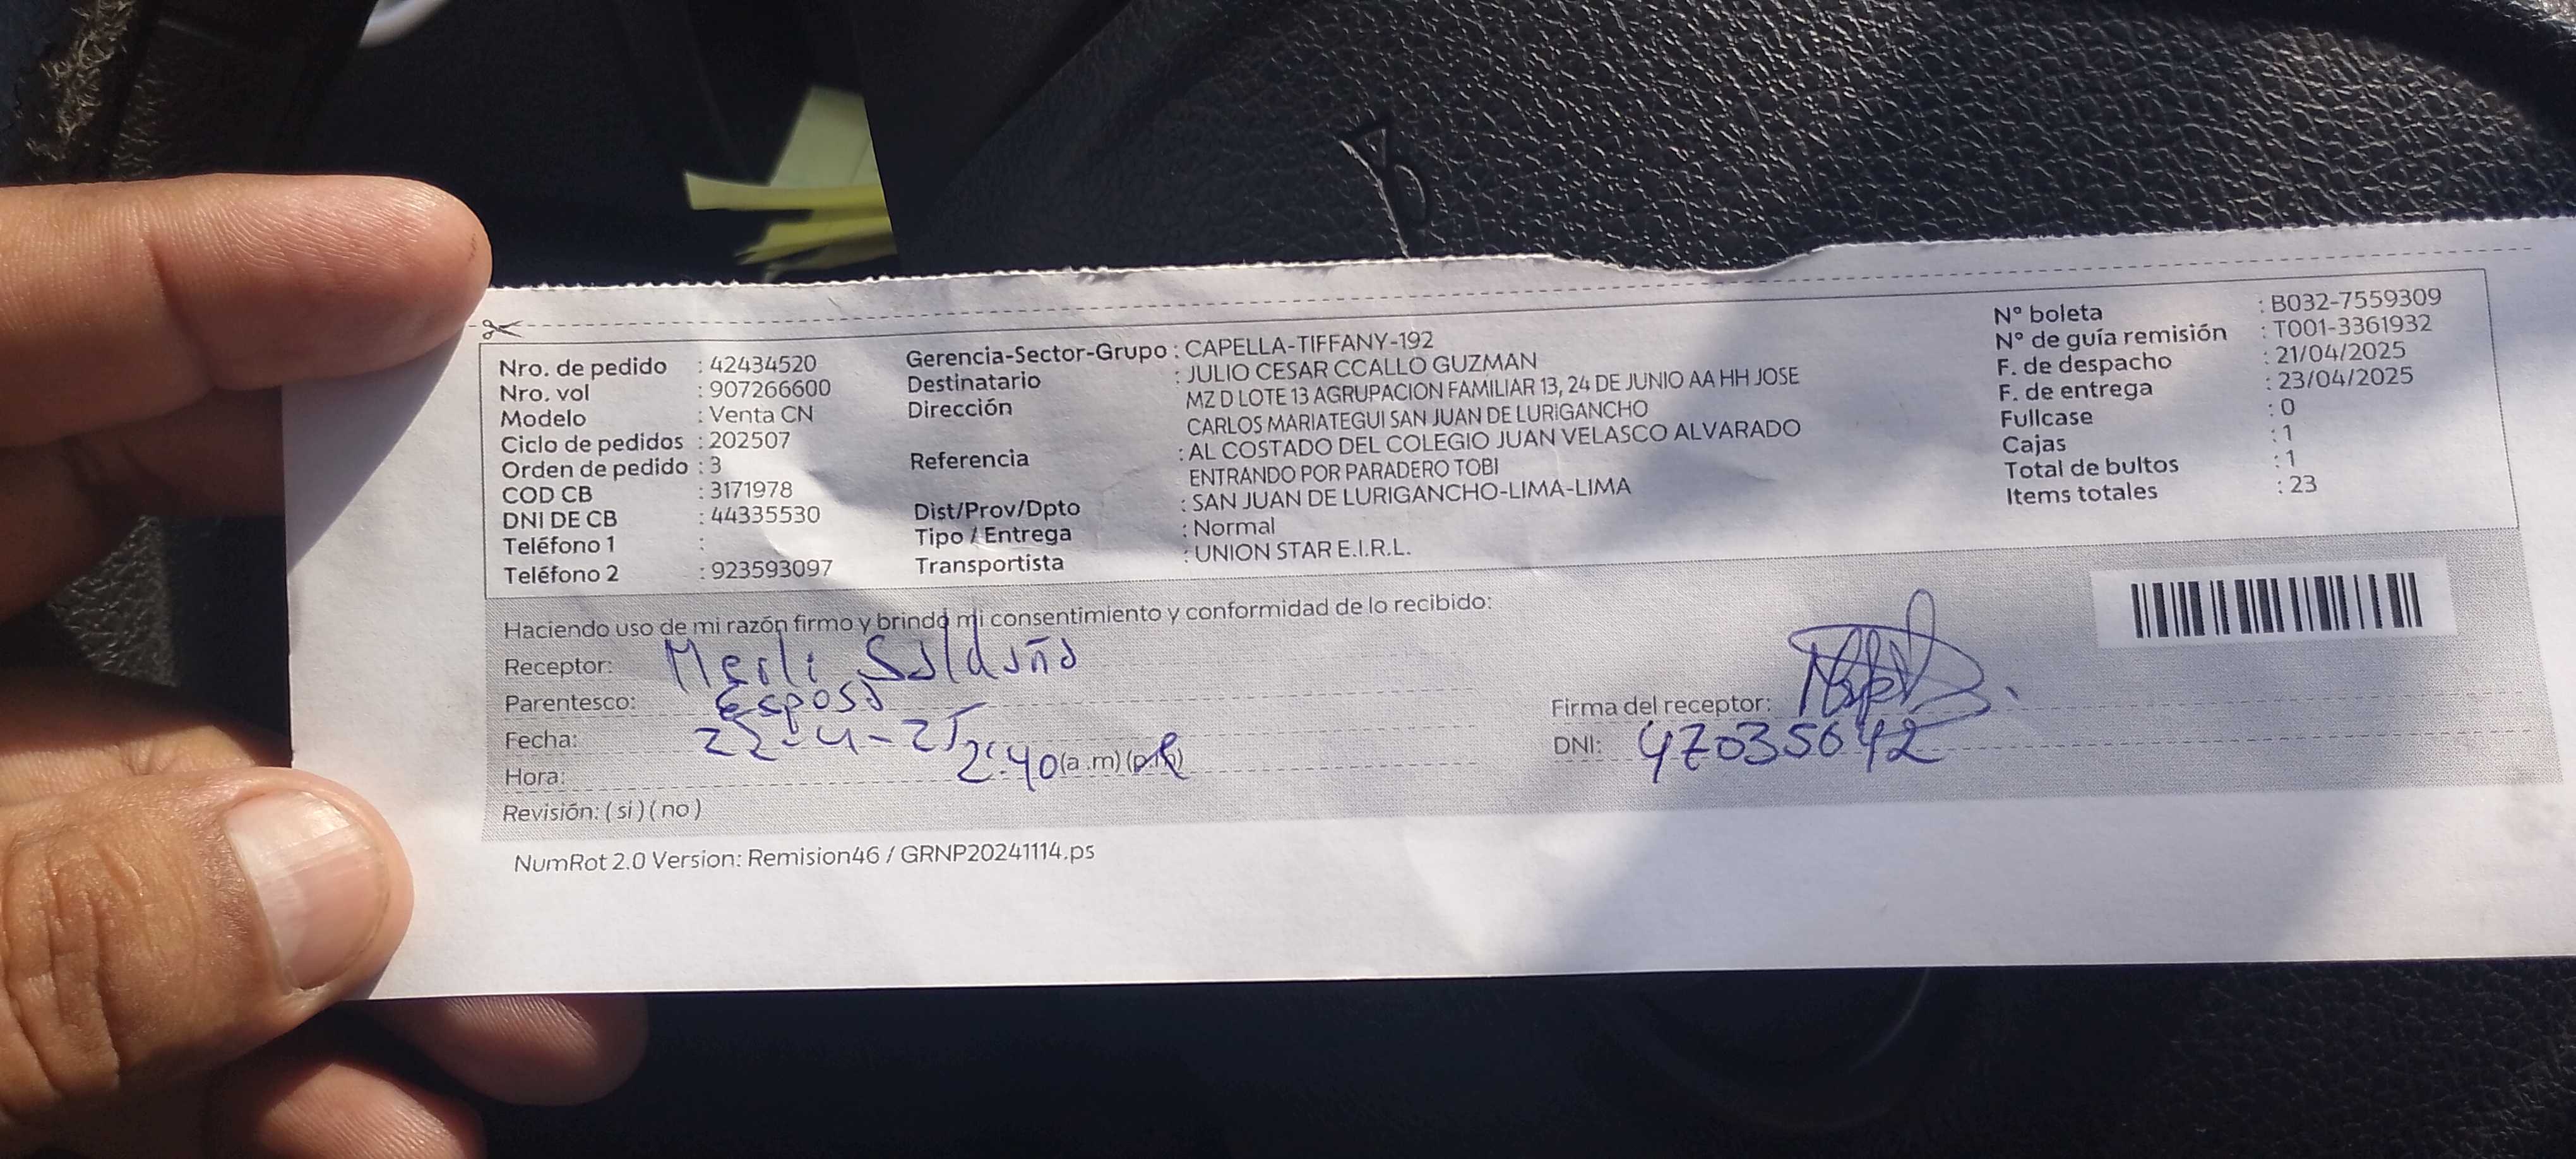 Nro. de pedido : 42434520
Nro. vol : 907266600
Modelo : Venta CN
Ciclo de pedidos : 202507
Orden de pedido : 3
COD CB : 3171978
DNI DE CB : 44335530
Teléfono 1 :
Teléfono 2 : 923593097
Gerencia-Sector-Grupo : CAPELLA-TIFFANY-192
Destinatario : JULIO CESAR CCALLO GUZMAN
Dirección MZ D LOTE 13 AGRUPACION FAMILIAR 13, 24 DE JUNIO AA HH JOSE
CARLOS MARIATEGUI SAN JUAN DE LURIGANCHO
Referencia : AL COSTADO DEL COLEGIO JUAN VELASCO ALVARADO
ENTRANDO POR PARADERO TOBI
Dist/Prov/Dpto : SAN JUAN DE LURIGANCHO-LIMA-LIMA
Tipo / Entrega : Normal
Transportista : UNION STAR E.I.R.L.
N° boleta : B032-7559309
N° de guía remisión : T001-3361932
F. de despacho : 21/04/2025
F. de entrega : 23/04/2025
Fullcase : 0
Cajas : 1
Total de bultos : 1
Items totales : 23
Haciendo uso de mi razón firmo y brindo mi consentimiento y conformidad de lo recibido:
Receptor: Merli Saldaña
Parentesco: Esposa
Fecha: 22-4-25
Hora: 2:40 (a.m) (p.m)
Revisión: ( si ) ( no )
Firma del receptor:
DNI: 47035642
NumRot 2.0 Version: Remision46 / GRNP20241114.ps